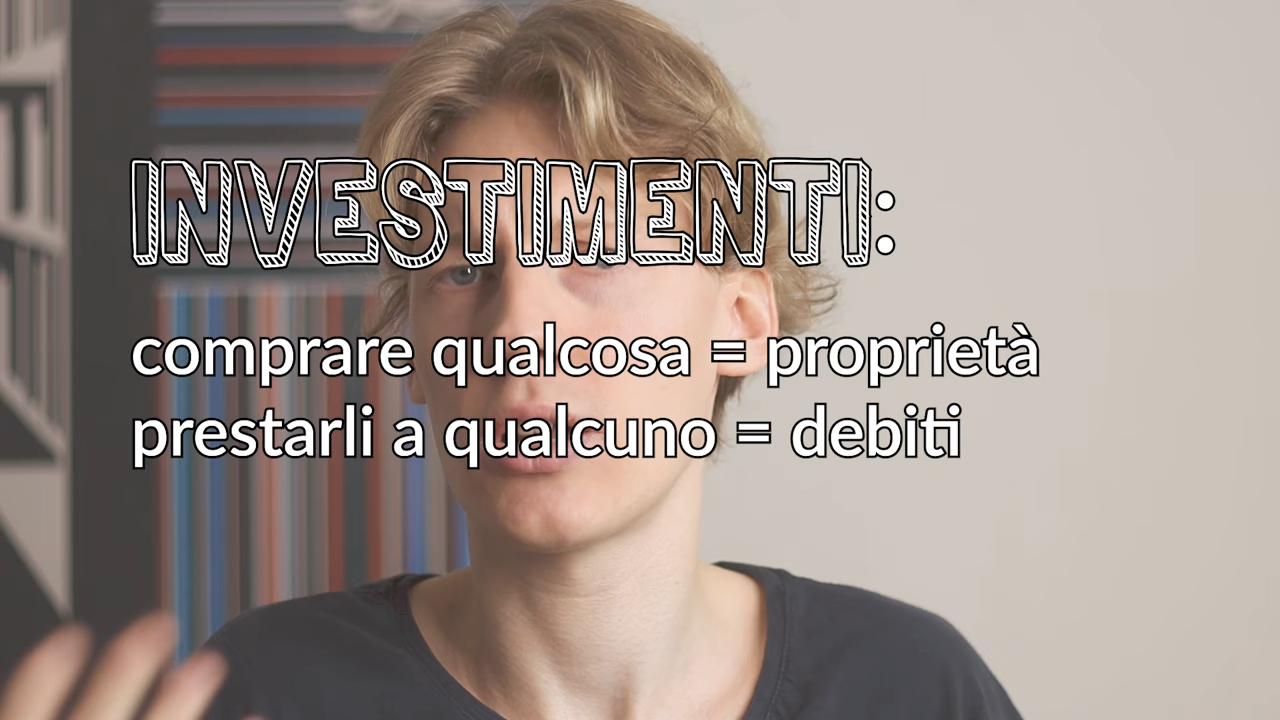 INVESTIMENTI:
comprare qualcosa = proprietà
prestarli a qualcuno = debiti